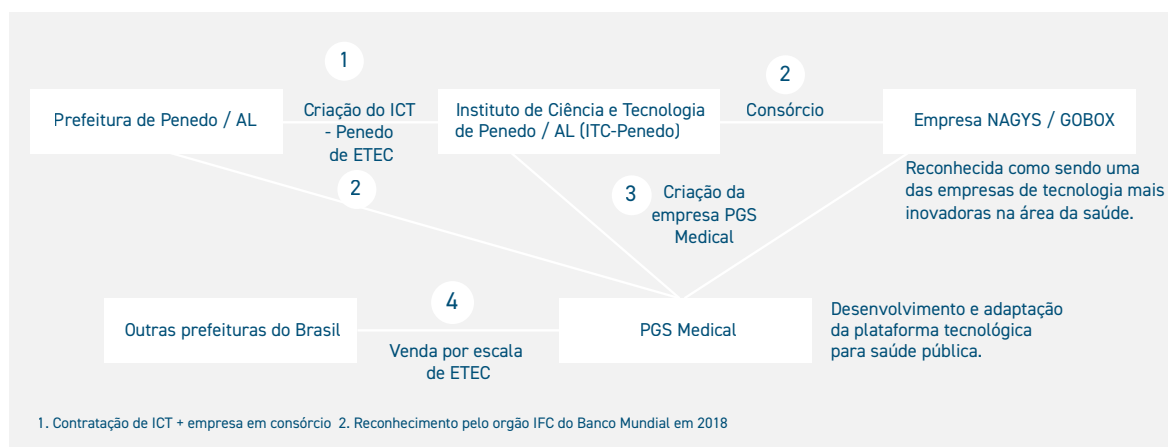 1
2
Prefeitura de Penedo / AL
Criação do ICT
- Penedo
de ETEC
Instituto de Ciência e Tecnologia
de Penedo / AL (ITC-Penedo)
Consórcio
Empresa NAGYS / GOBOX
Reconhecida como sendo uma
das empresas de tecnologia mais
inovadoras na área da saúde.
2
3
Criação da
empresa PGS
Medical
4
Outras prefeituras do Brasil
Venda por escala
de ETEC
PGS Medical
Desenvolvimento e adaptação
da plataforma tecnológica
para saúde pública.
1. Contratação de ICT + empresa em consórcio 2. Reconhecimento pelo orgão IFC do Banco Mundial em 2018